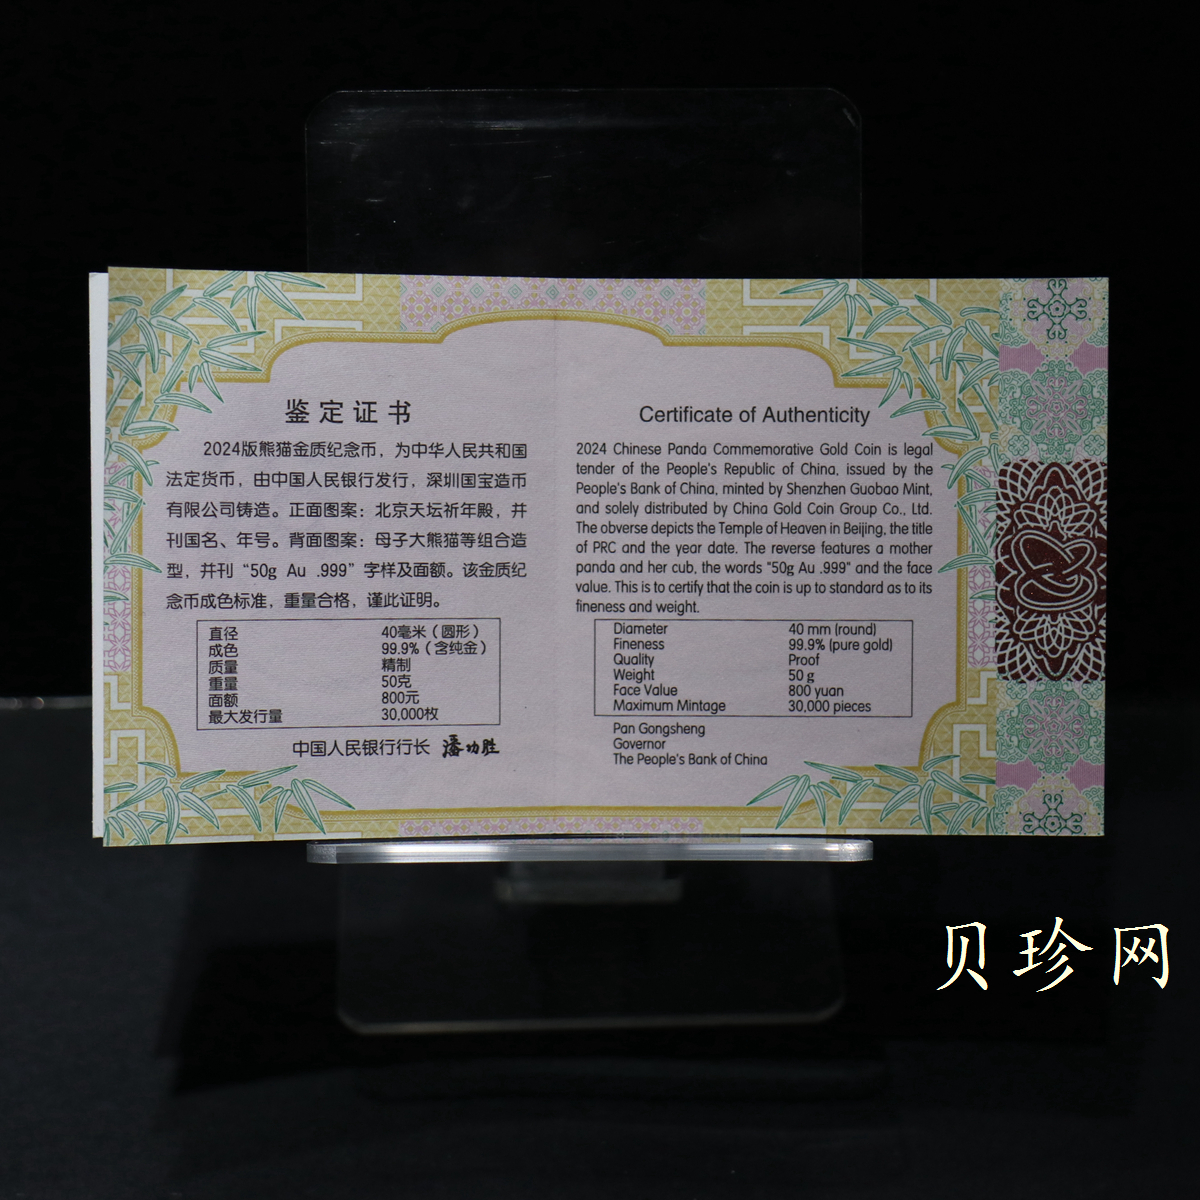 鉴定证书
2024版熊猫金质纪念币，为中华人民共和国
法定货币，由中国人民银行发行，深圳国宝造币
有限公司铸造。正面图案：北京天坛祈年殿，并
刊国名、年号。背面图案：母子大熊猫等组合造
型，并刊“50g Au .999”字样及面额。该金质纪
念币成色标准，重量合格，谨此证明。
直径 40毫米（圆形）
成色 99.9%（含纯金）
质量 精制
重量 50克
面额 800元
最大发行量 30,000枚
中国人民银行行长 潘功胜
Certificate of Authenticity
2024 Chinese Panda Commemorative Gold Coin is legal
tender of the People's Republic of China, issued by the
People's Bank of China, minted by Shenzhen Guobao Mint,
and solely distributed by China Gold Coin Group Co., Ltd.
The obverse depicts the Temple of Heaven in Beijing, the title
of PRC and the year date. The reverse features a mother
panda and her cub, the words “50g Au .999” and the face
value. This is to certify that the coin is up to standard as to its
fineness and weight.
Diameter 40 mm (round)
Fineness 99.9% (pure gold)
Quality Proof
Weight 50 g
Face Value 800 yuan
Maximum Mintage 30,000 pieces
Pan Gongsheng
Governor
The People's Bank of China
贝珍网